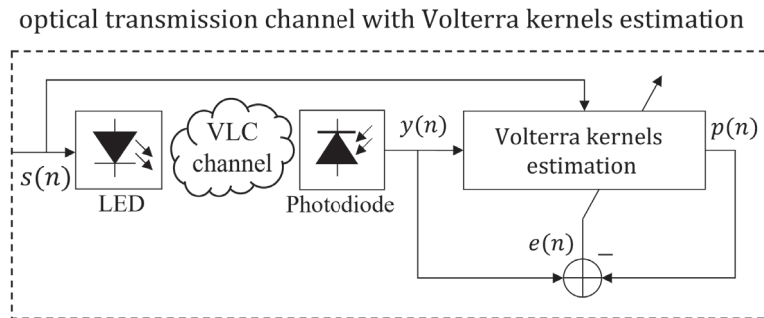 optical transmission channel with Volterra kernels estimation
s(n)
LED
VLC
channel
Photodiode
y(n)
Volterra kernels
estimation
p(n)
e(n)
−